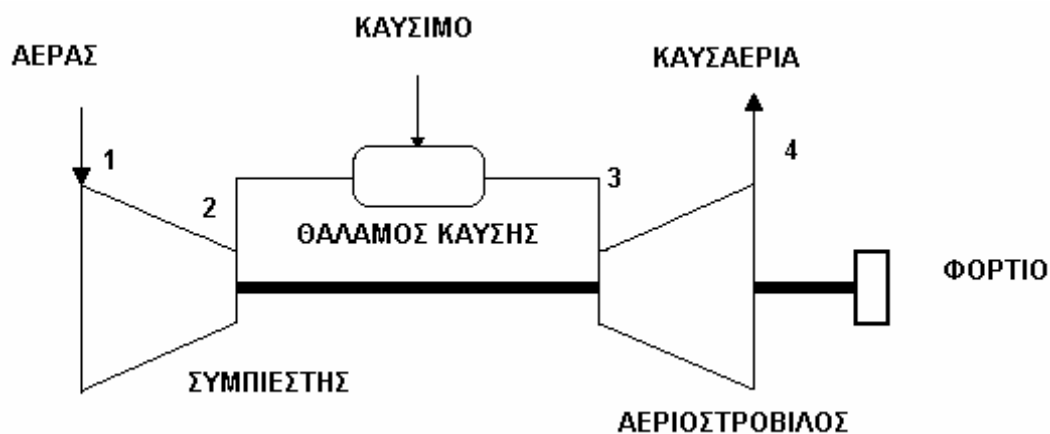 ΚΑΥΣΙΜΟ
ΑΕΡΑΣ
ΚΑΥΣΑΕΡΙΑ
1
4
2
3
ΘΑΛΑΜΟΣ ΚΑΥΣΗΣ
ΦΟΡΤΙΟ
ΣΥΜΠΙΕΣΤΗΣ
ΑΕΡΙΟΣΤΡΟΒΙΛΟΣ